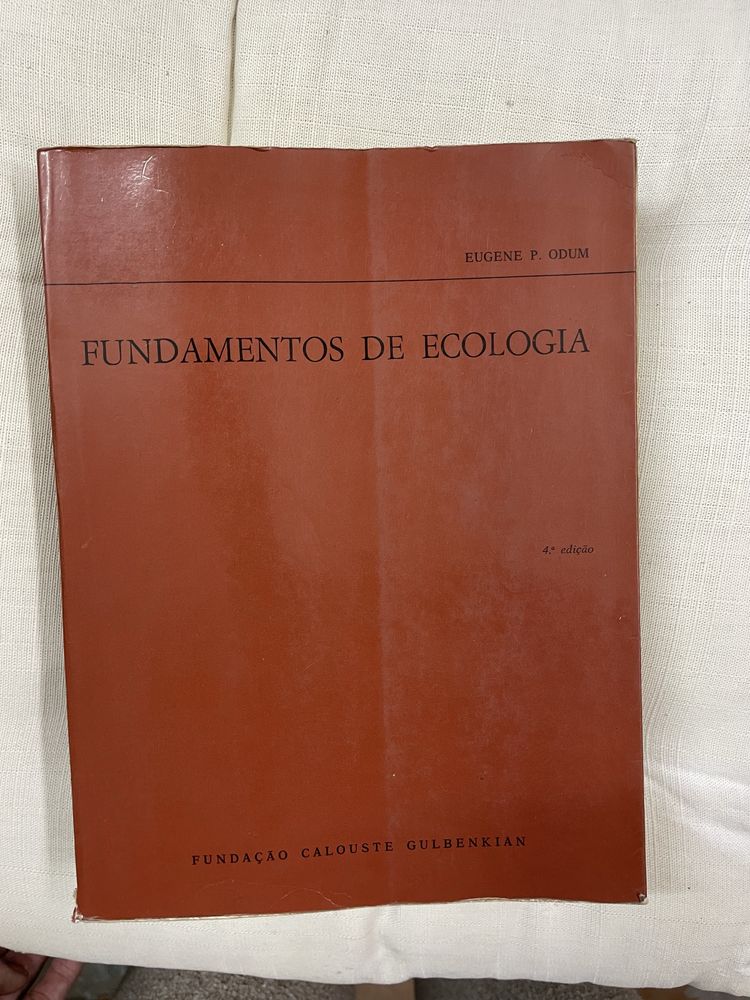 EUGENE P. ODUM
FUNDAMENTOS DE ECOLOGIA
4.ª edição
FUNDAÇÃO CALOUSTE GULBENKIAN